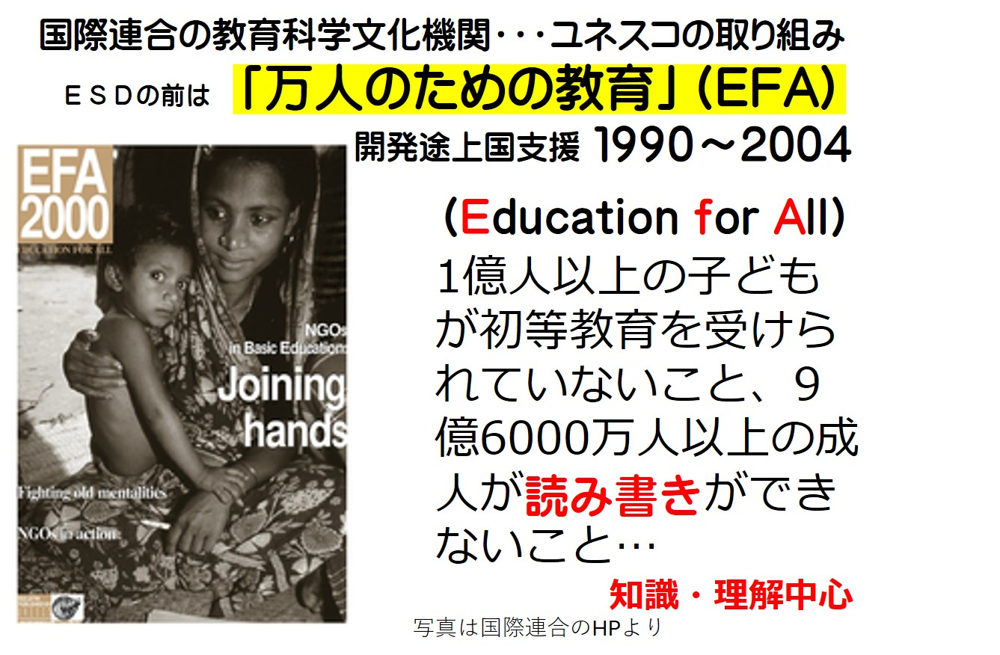 国際連合の教育科学文化機関・・・ユネスコの取り組み
ＥＳＤの前は 「万人のための教育」(EFA)
開発途上国支援 1990～2004
(Education for All)
1億人以上の子ども
が初等教育を受けら
れていないこと、9
億6000万人以上の成
人が読み書きができ
ないこと…
知識・理解中心
写真は国際連合のHPより
EFA
2000
EDUCATION FOR ALL
NGOs
in Basic Education:
Joining
hands
Fighting old mentalities
NGOs in action: